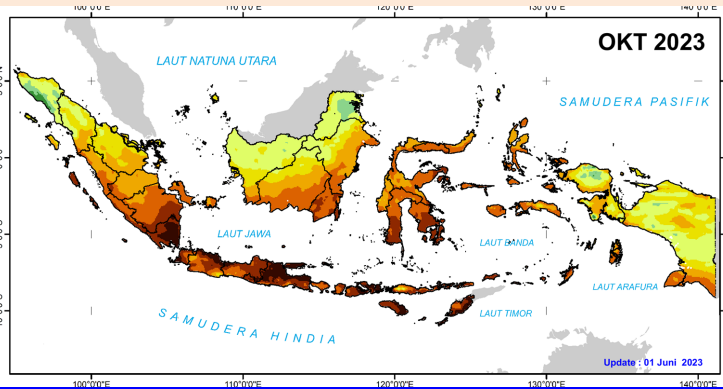 100°0'0"E 110°0'0"E 120°0'0"E 130°0'0"E 140°0'0"E
OKT 2023
LAUT NATUNA UTARA
SAMUDERA PASIFIK
LAUT JAWA
LAUT BANDA
LAUT ARAFURA
SAMUDERA HINDIA
LAUT TIMOR
Update : 01 Juni 2023
100°0'0"E 110°0'0"E 120°0'0"E 130°0'0"E 140°0'0"E